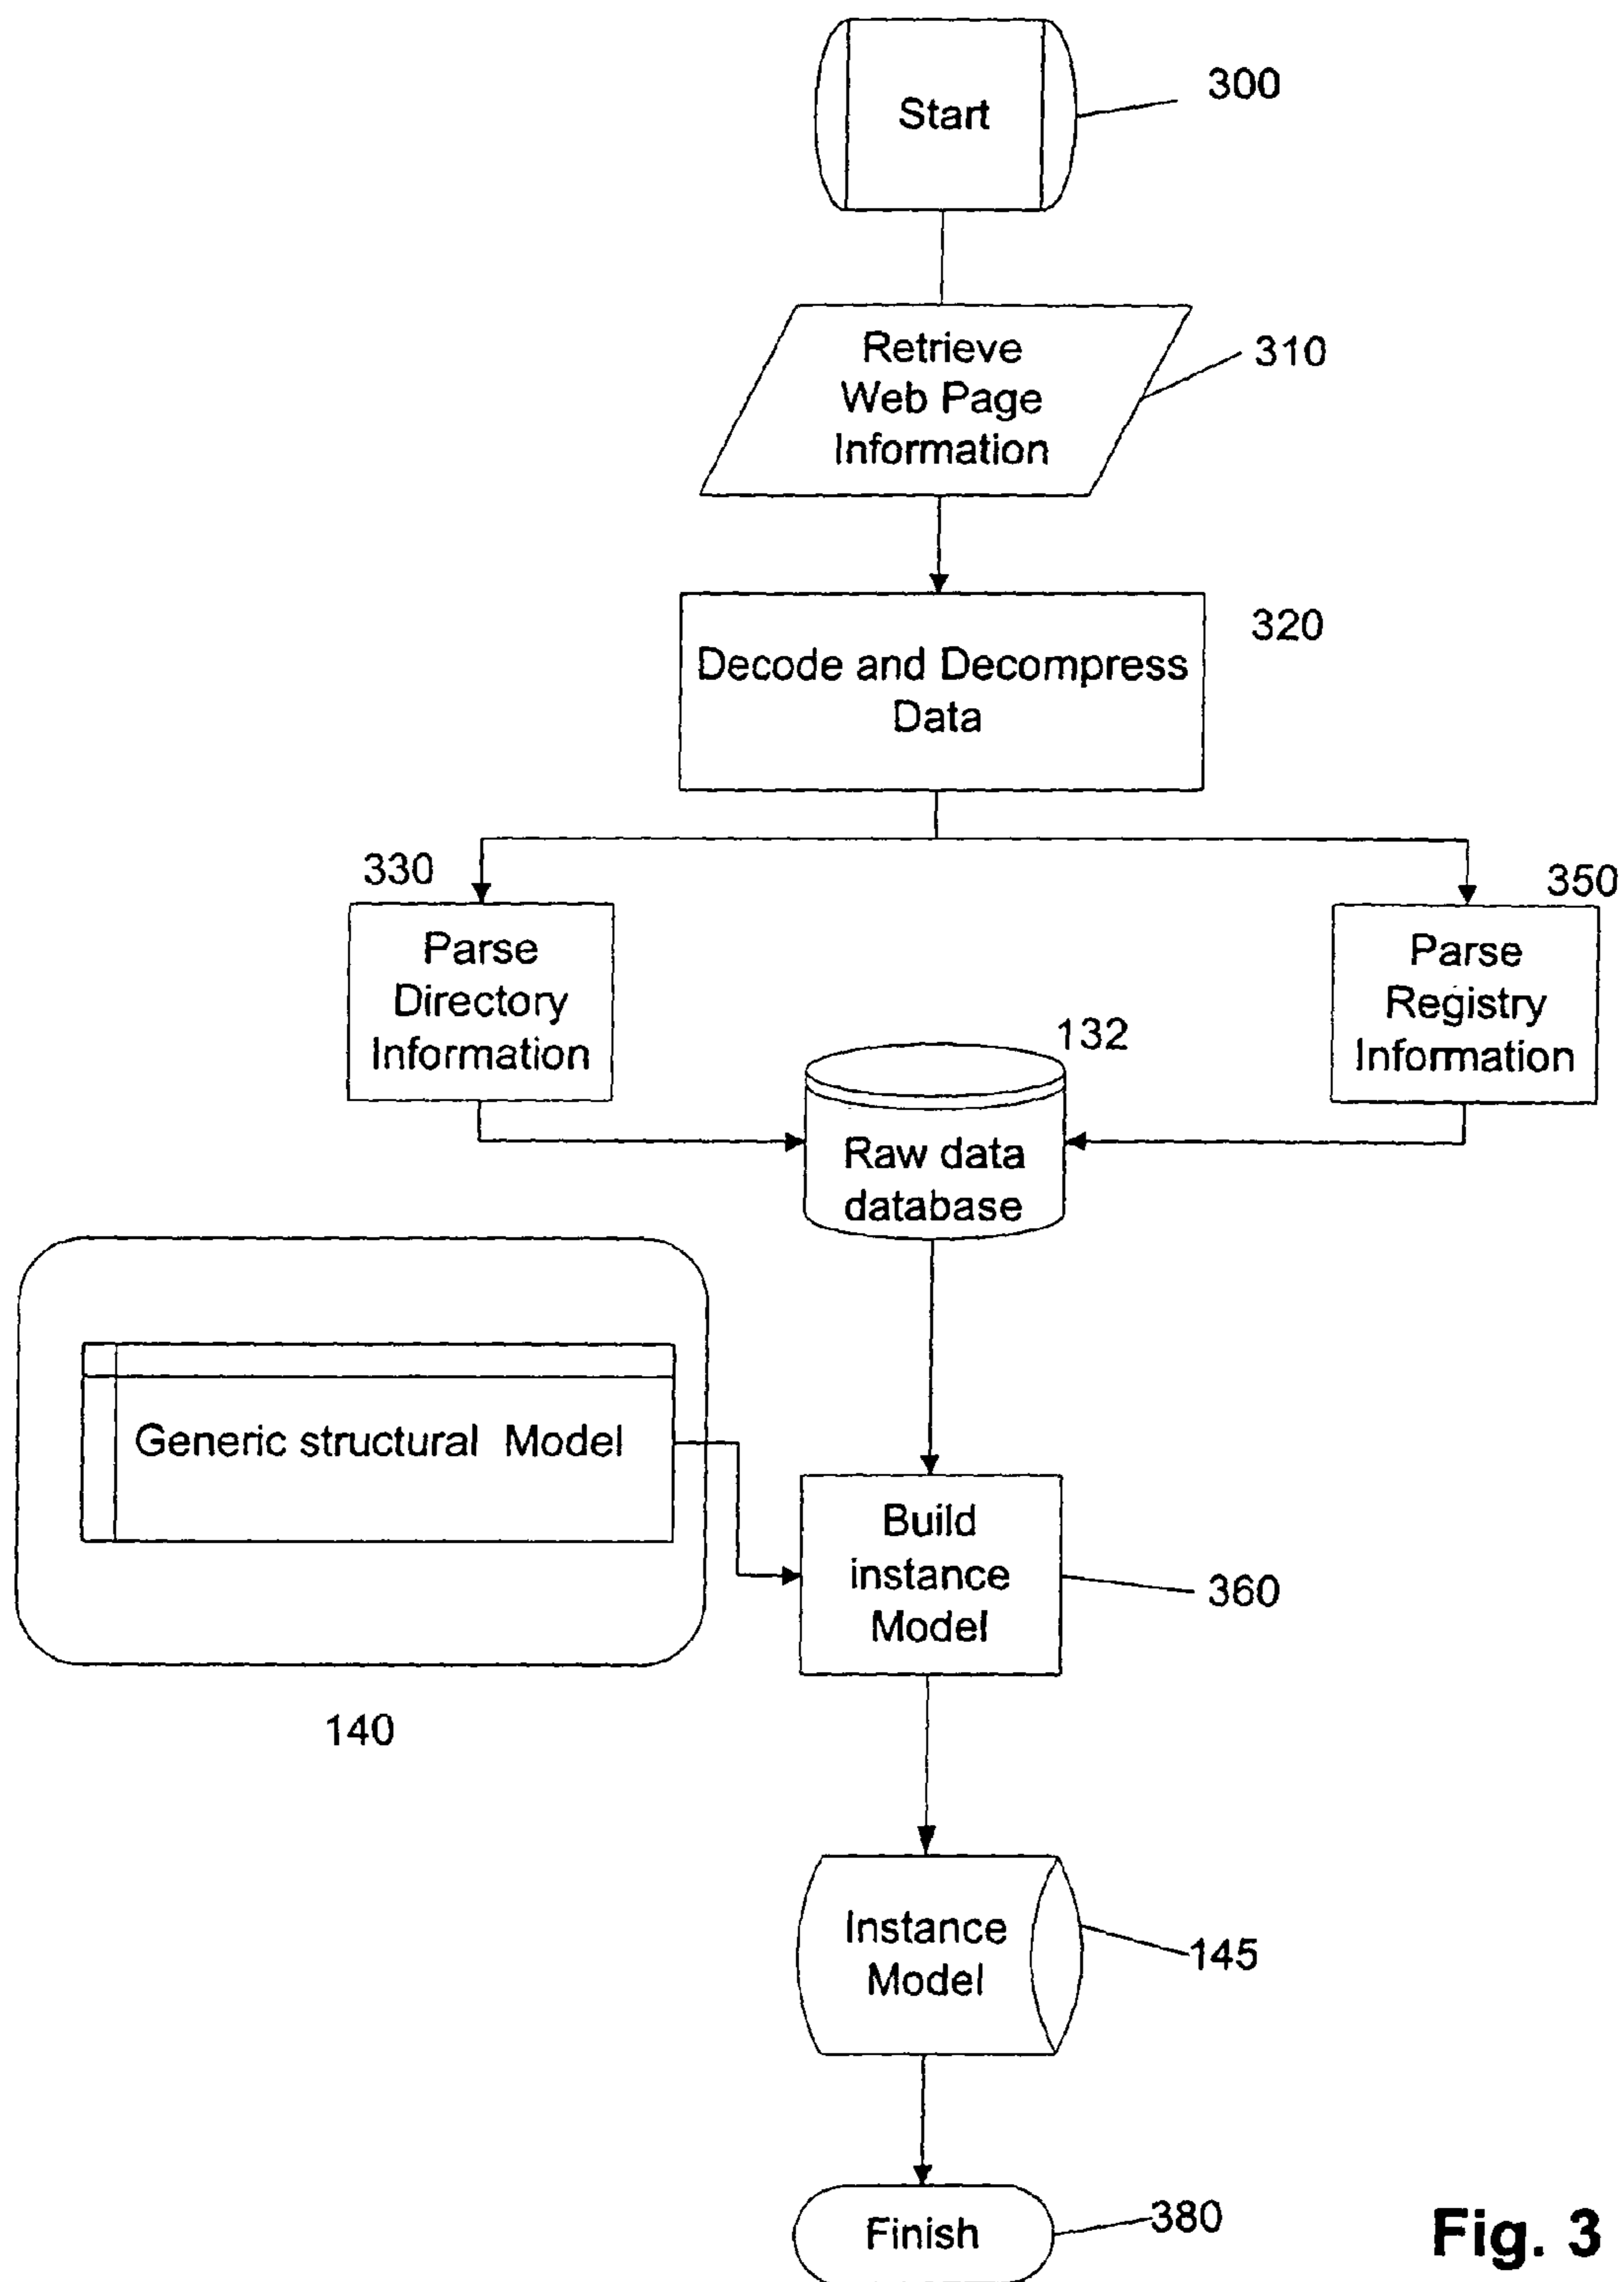 Start
300
Retrieve
Web Page
Information
310
Decode and Decompress
Data
320
330
Parse
Directory
Information
350
Parse
Registry
Information
132
Raw data
database
Generic structural Model
140
Build
instance
Model
360
Instance
Model
145
Finish
380
Fig. 3